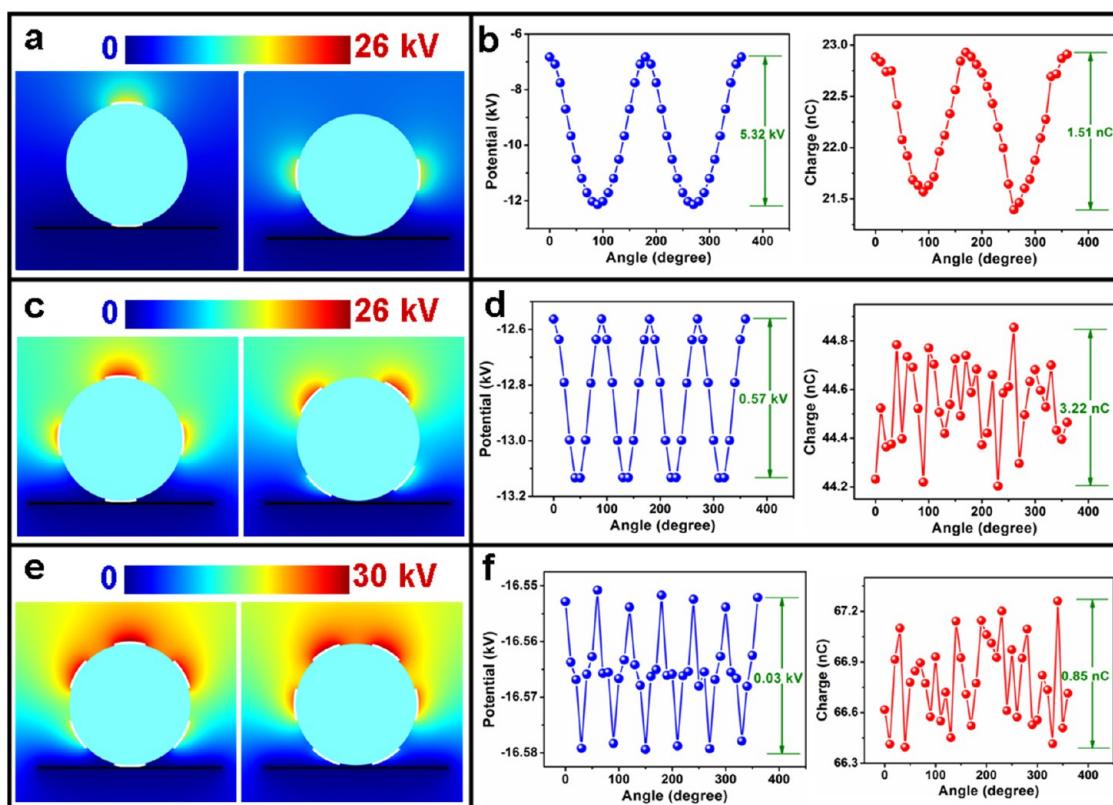 a
0 26 kV
b
-6
-8
-10
-12
Potential (kV)
5.32 kV
0 100 200 300 400
Angle (degree)
23.0
22.5
22.0
21.5
Charge (nC)
1.51 nC
0 100 200 300 400
Angle (degree)
c
0 26 kV
d
-12.6
-12.8
-13.0
-13.2
Potential (kV)
0.57 kV
0 100 200 300 400
Angle (degree)
44.8
44.6
44.4
44.2
Charge (nC)
3.22 nC
0 100 200 300 400
Angle (degree)
e
0 30 kV
f
-16.55
-16.56
-16.57
-16.58
Potential (kV)
0.03 kV
0 100 200 300 400
Angle (degree)
67.2
66.9
66.6
66.3
Charge (nC)
0.85 nC
0 100 200 300 400
Angle (degree)